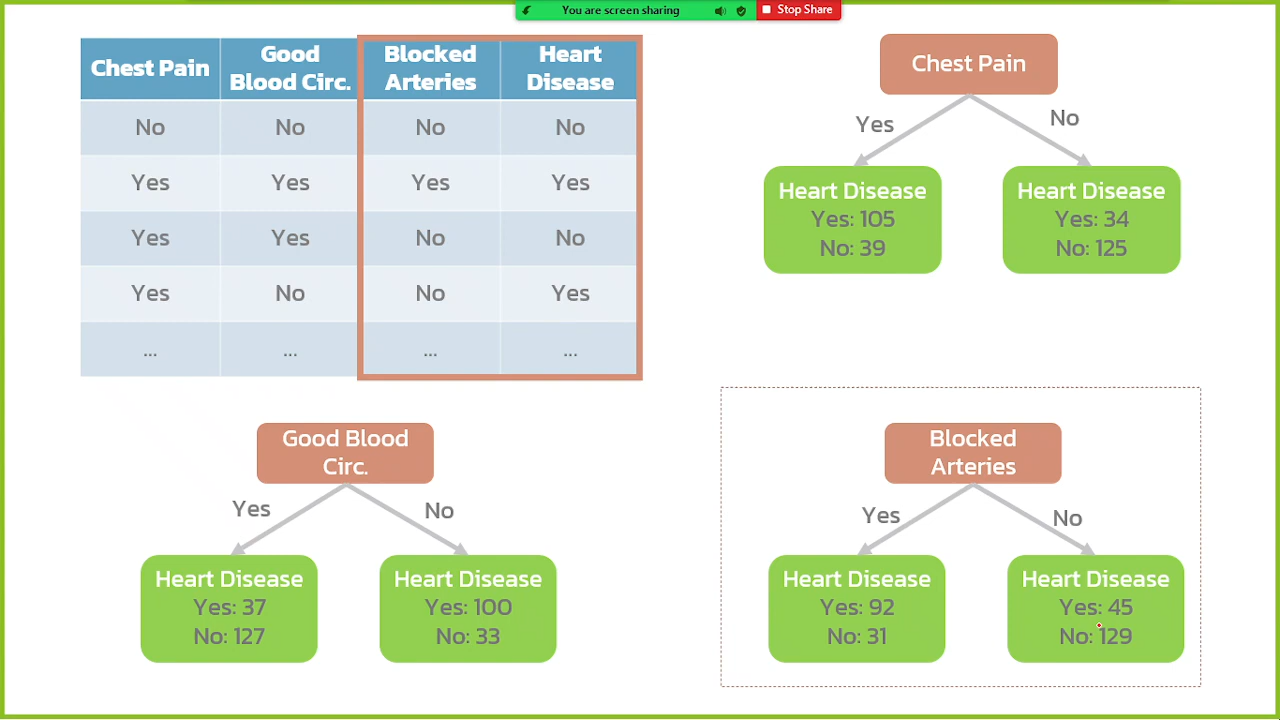 You are screen sharing
Stop Share
Chest Pain
Good
Blood Circ.
Blocked
Arteries
Heart
Disease
No
No
No
No
Yes
Yes
Yes
Yes
Yes
Yes
No
No
Yes
No
No
Yes
...
...
...
...
Chest Pain
Yes
No
Heart Disease
Yes: 105
No: 39
Heart Disease
Yes: 34
No: 125
Good Blood
Circ.
Yes
No
Heart Disease
Yes: 37
No: 127
Heart Disease
Yes: 100
No: 33
Blocked
Arteries
Yes
No
Heart Disease
Yes: 92
No: 31
Heart Disease
Yes: 45
No: 129